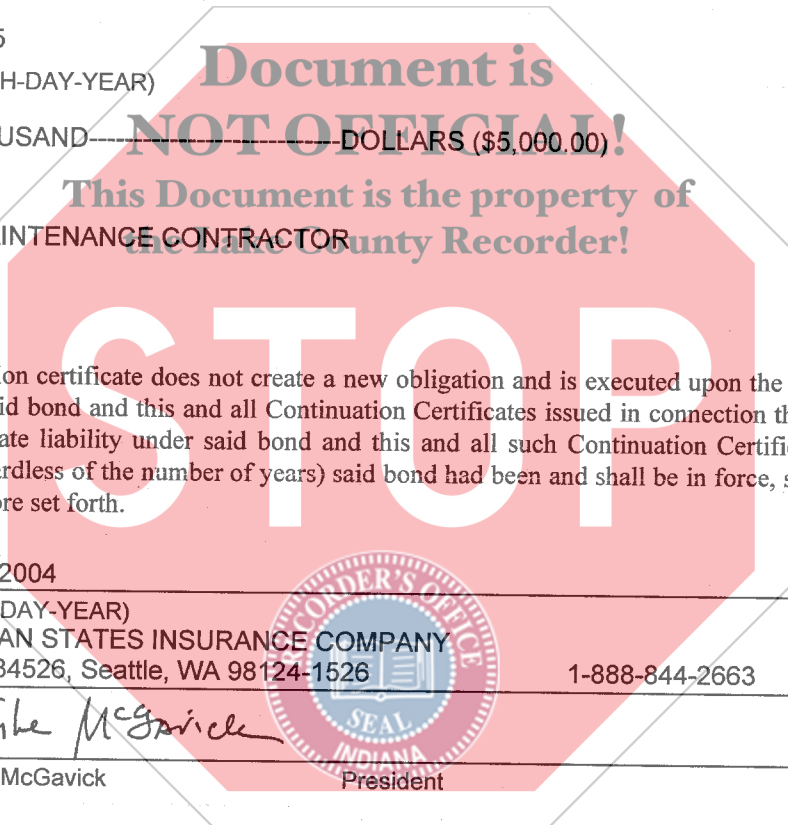 5
H-DAY-YEAR)
Document is
USAND----------------------------DOLLARS ($5,000.00)
NOT OFFICIAL!
This Document is the property of
INTENANCE CONTRACTOR
the Lake County Recorder!
STOP
ion certificate does not create a new obligation and is executed upon the
id bond and this and all Continuation Certificates issued in connection th
ate liability under said bond and this and all such Continuation Certifi
rdless of the number of years) said bond had been and shall be in force, s
ore set forth.
2004
DAY-YEAR)
AN STATES INSURANCE COMPANY
34526, Seattle, WA 98124-1526 1-888-844-2663
RECORDER'S OFFICE
SEAL
INDIANA
McGavick
McGavick President